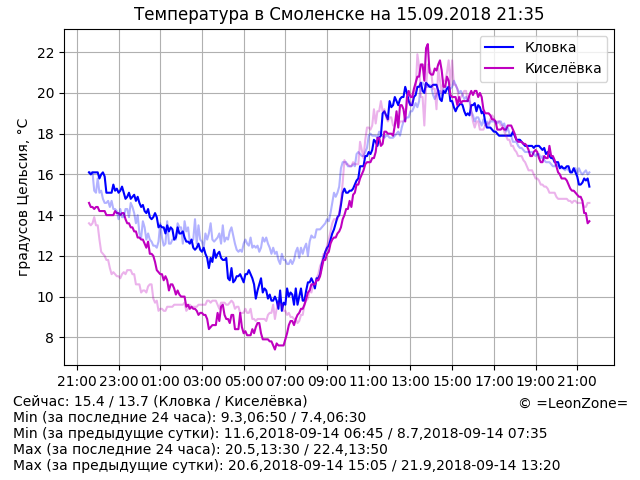 Температура в Смоленске на 15.09.2018 21:35
градусов Цельсия, °C
22
20
18
16
14
12
10
8
Кловка
Киселёвка
21:00 23:00 01:00 03:00 05:00 07:00 09:00 11:00 13:00 15:00 17:00 19:00 21:00
Сейчас: 15.4 / 13.7 (Кловка / Киселёвка)
© =LeonZone=
Min (за последние 24 часа): 9.3,06:50 / 7.4,06:30
Min (за предыдущие сутки): 11.6,2018-09-14 06:45 / 8.7,2018-09-14 07:35
Max (за последние 24 часа): 20.5,13:30 / 22.4,13:50
Max (за предыдущие сутки): 20.6,2018-09-14 15:05 / 21.9,2018-09-14 13:20